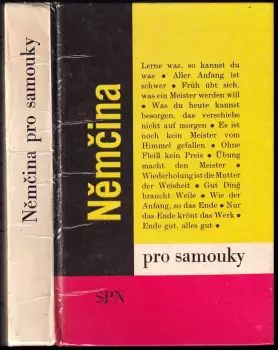 Němčina pro samouky
Němčina
Lerne was, so kannst du
was • Aller Anfang ist
schwer • Früh übt sich,
was ein Meister werden will
• Was du heute kannst
besorgen, das verschiebe
nicht auf morgen • Es ist
noch kein Meister vom
Himmel gefallen • Ohne
Fleiß kein Preis • Übung
macht den Meister •
Wiederholung ist die Mutter
der Weisheit • Gut Ding
braucht Weile • Wie der
Anfang, so das Ende • Nur
das Ende krönt das Werk •
Ende gut, alles gut •
pro samouky
SPN